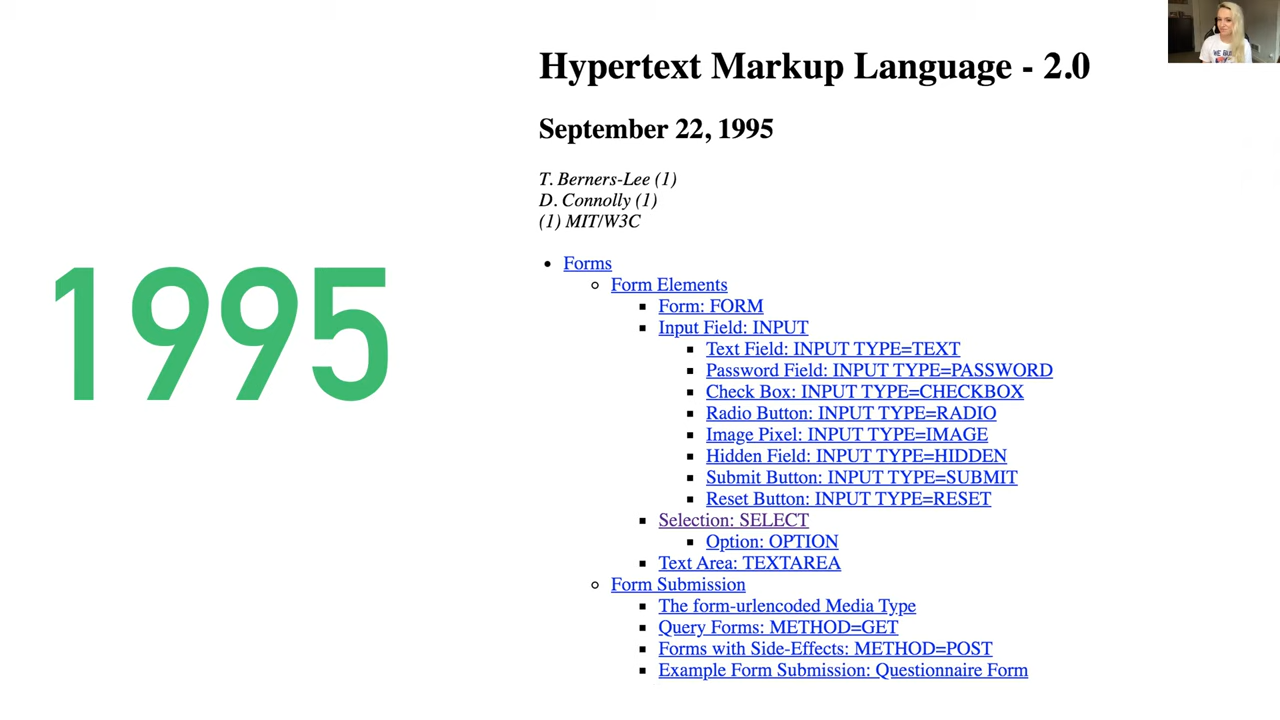 Hypertext Markup Language - 2.0
September 22, 1995
T. Berners-Lee (1)
D. Connolly (1)
(1) MIT/W3C
1995
Forms
Form Elements
Form: FORM
Input Field: INPUT
Text Field: INPUT TYPE=TEXT
Password Field: INPUT TYPE=PASSWORD
Check Box: INPUT TYPE=CHECKBOX
Radio Button: INPUT TYPE=RADIO
Image Pixel: INPUT TYPE=IMAGE
Hidden Field: INPUT TYPE=HIDDEN
Submit Button: INPUT TYPE=SUBMIT
Reset Button: INPUT TYPE=RESET
Selection: SELECT
Option: OPTION
Text Area: TEXTAREA
Form Submission
The form-urlencoded Media Type
Query Forms: METHOD=GET
Forms with Side-Effects: METHOD=POST
Example Form Submission: Questionnaire Form